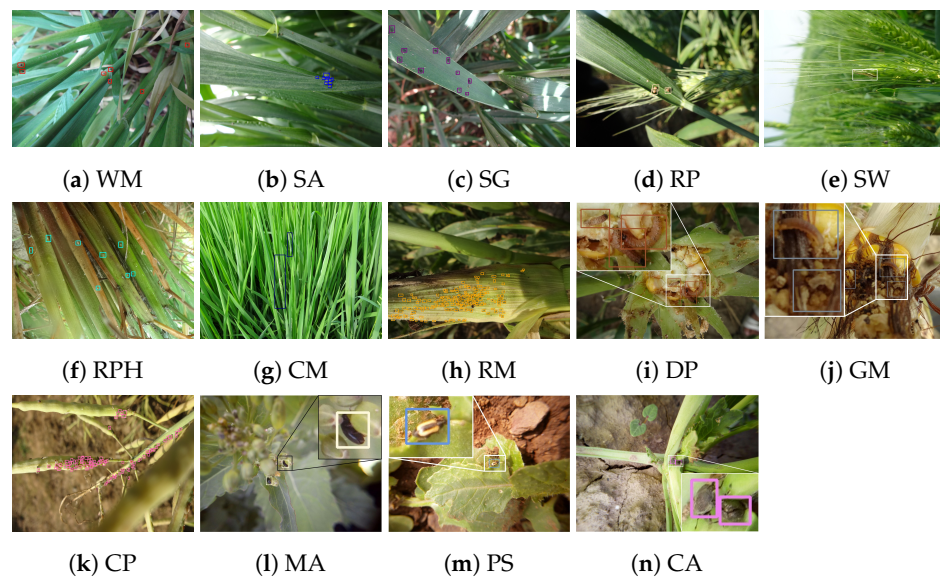 (a) WM (b) SA (c) SG (d) RP (e) SW
(f) RPH (g) CM (h) RM (i) DP (j) GM
(k) CP (l) MA (m) PS (n) CA